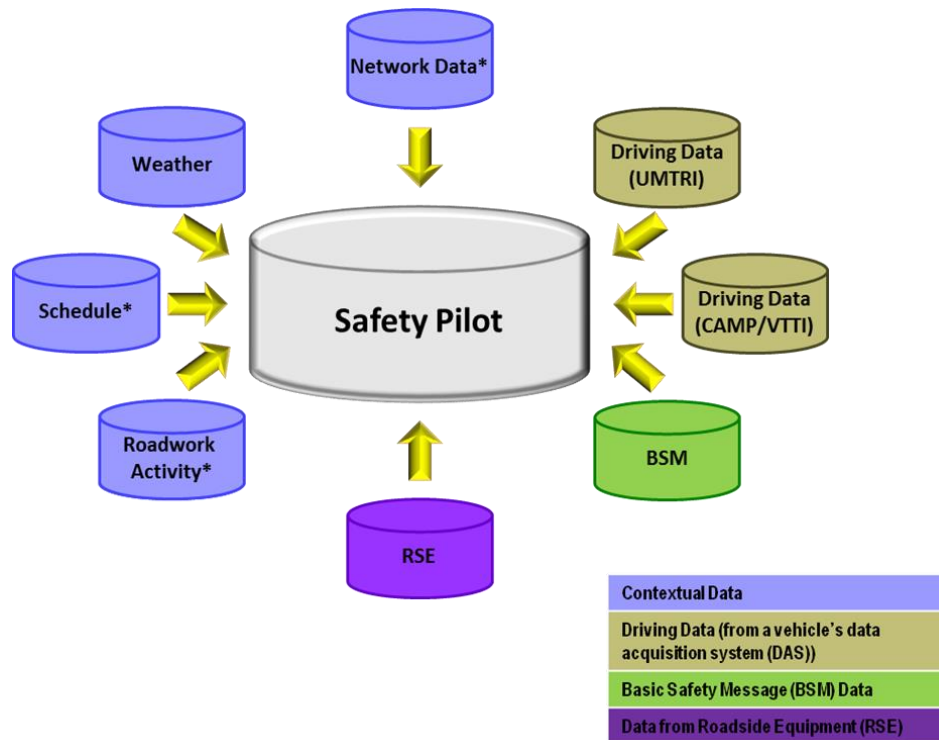 Network Data*
Weather
Driving Data
(UMTRI)
Schedule*
Safety Pilot
Driving Data
(CAMP/VTTI)
Roadwork
Activity*
BSM
RSE
Contextual Data
Driving Data (from a vehicle's data
acquisition system (DAS))
Basic Safety Message (BSM) Data
Data from Roadside Equipment (RSE)